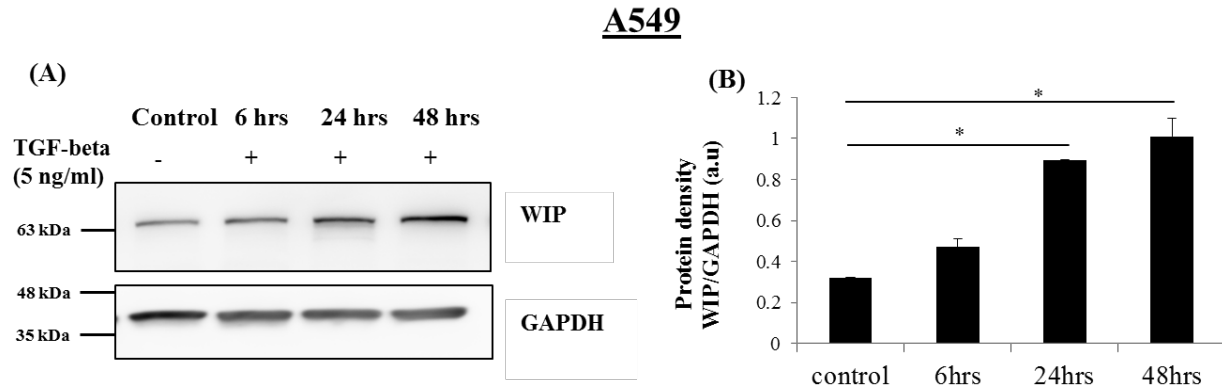 A549
(A)
Control 6 hrs 24 hrs 48 hrs
TGF-beta
(5 ng/ml)
- + + +
63 kDa
WIP
48 kDa
35 kDa
GAPDH
(B)
Protein density
WIP/GAPDH (a.u)
1.2
1
0.8
0.6
0.4
0.2
0
*
*
control 6hrs 24hrs 48hrs